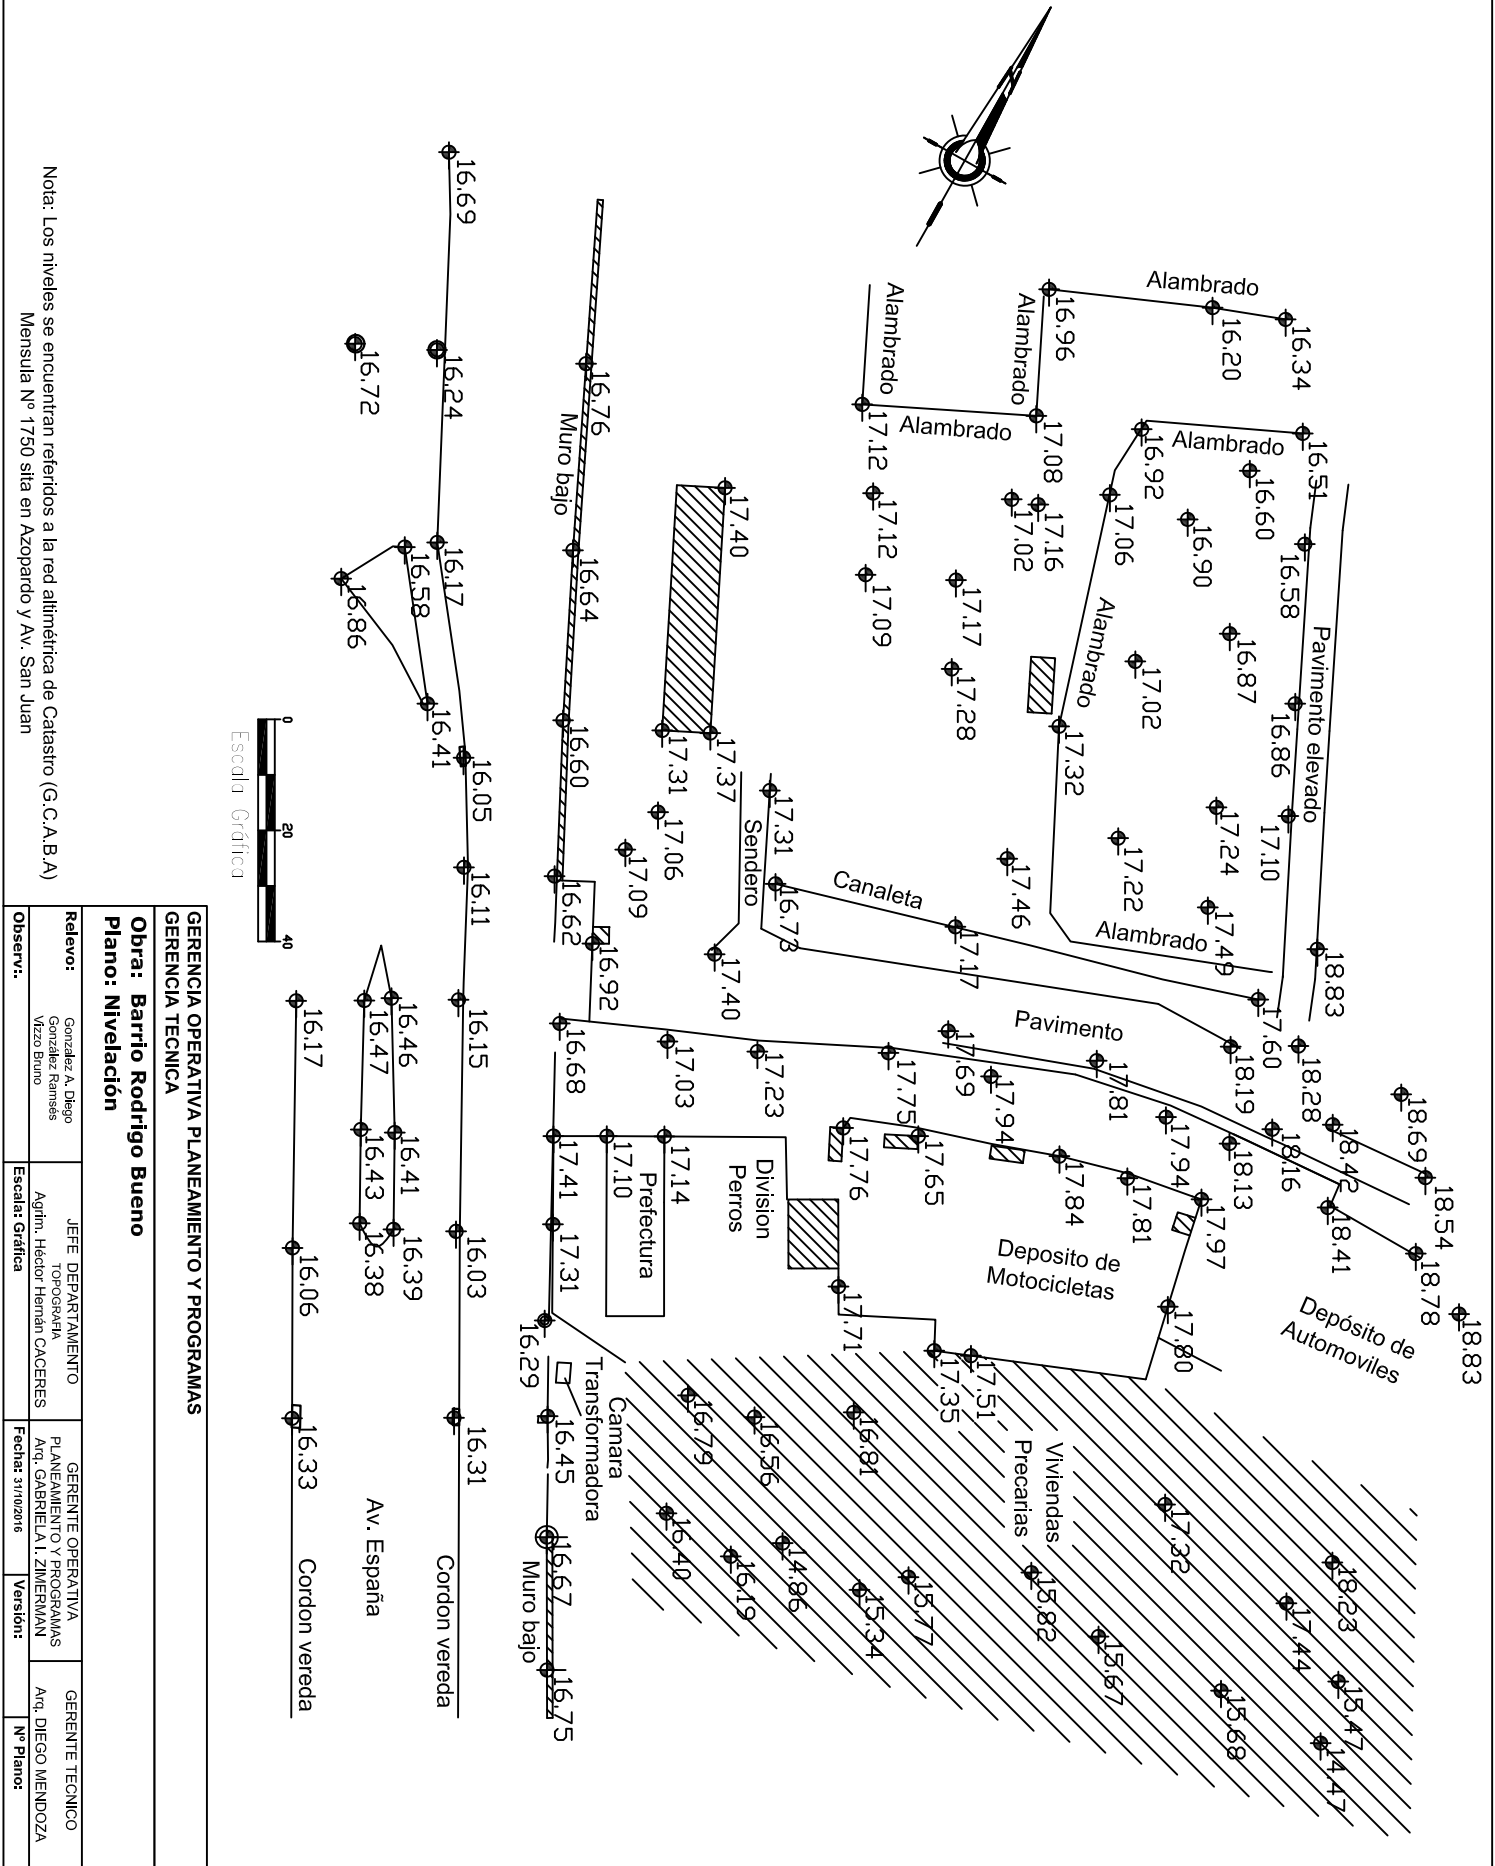 18.83
18.69
18.54
18.78
18.42
18.41
18.28
18.83
Depósito de
Automoviles
16.34
16.51
16.58
Pavimento elevado
16.86
17.10
17.60
18.19
18.16
18.13
Alambrado
16.20
Alambrado
16.60
16.90
16.87
17.24
17.49
17.94
17.97
17.80
16.96
16.92
17.06
17.02
17.22
Alambrado
17.81
17.81
Alambrado
17.08
17.16
17.02
Alambrado
17.32
17.46
Pavimento
17.84
Deposito de
Motocicletas
Alambrado
17.17
17.28
17.17
17.69
17.94
17.51
17.35
Alambrado
17.12
17.12
17.09
Canaleta
17.75
17.65
17.76
17.71
17.31
16.73
Sendero
17.40
17.37
17.40
17.23
Division
Perros
17.31
17.06
17.09
17.03
17.14
Prefectura
17.10
16.76
Muro bajo
16.64
16.60
16.62
16.92
16.68
17.41
17.31
16.29
Camara
Transformadora
16.45
16.67
Muro bajo
16.75
Viviendas
Precarias
16.79
16.56
16.81
16.40
16.19
14.86
15.34
15.77
15.82
15.67
17.32
15.68
18.23
17.44
15.47
14.47
16.69
16.24
16.17
16.05
16.11
16.15
16.03
16.31
Cordon vereda
16.72
16.58
16.86
16.41
16.46
16.47
16.41
16.43
16.39
16.38
Av. España
16.17
16.06
16.33
Cordon vereda
0
20
40
Escala Gráfica
Nota: Los niveles se encuentran referidos a la red altimétrica de Catastro (G.C.A.B.A)
Mensula Nº 1750 sita en Azopardo y Av. San Juan
GERENCIA OPERATIVA PLANEAMIENTO Y PROGRAMAS
GERENCIA TECNICA
Obra: Barrio Rodrigo Bueno
Plano: Nivelación
Relevo:
Gonzalez A. Diego
González Ramsés
Vizzo Bruno
JEFE DEPARTAMENTO
TOPOGRAFIA
Agrim. Héctor Hernán CACERES
GERENTE OPERATIVA
PLANEAMIENTO Y PROGRAMAS
Arq. GABRIELA I. ZIMERMAN
GERENTE TECNICO
Arq. DIEGO MENDOZA
Observ:.
Escala: Gráfica
Fecha: 31/10/2016
Versión:
Nº Plano: